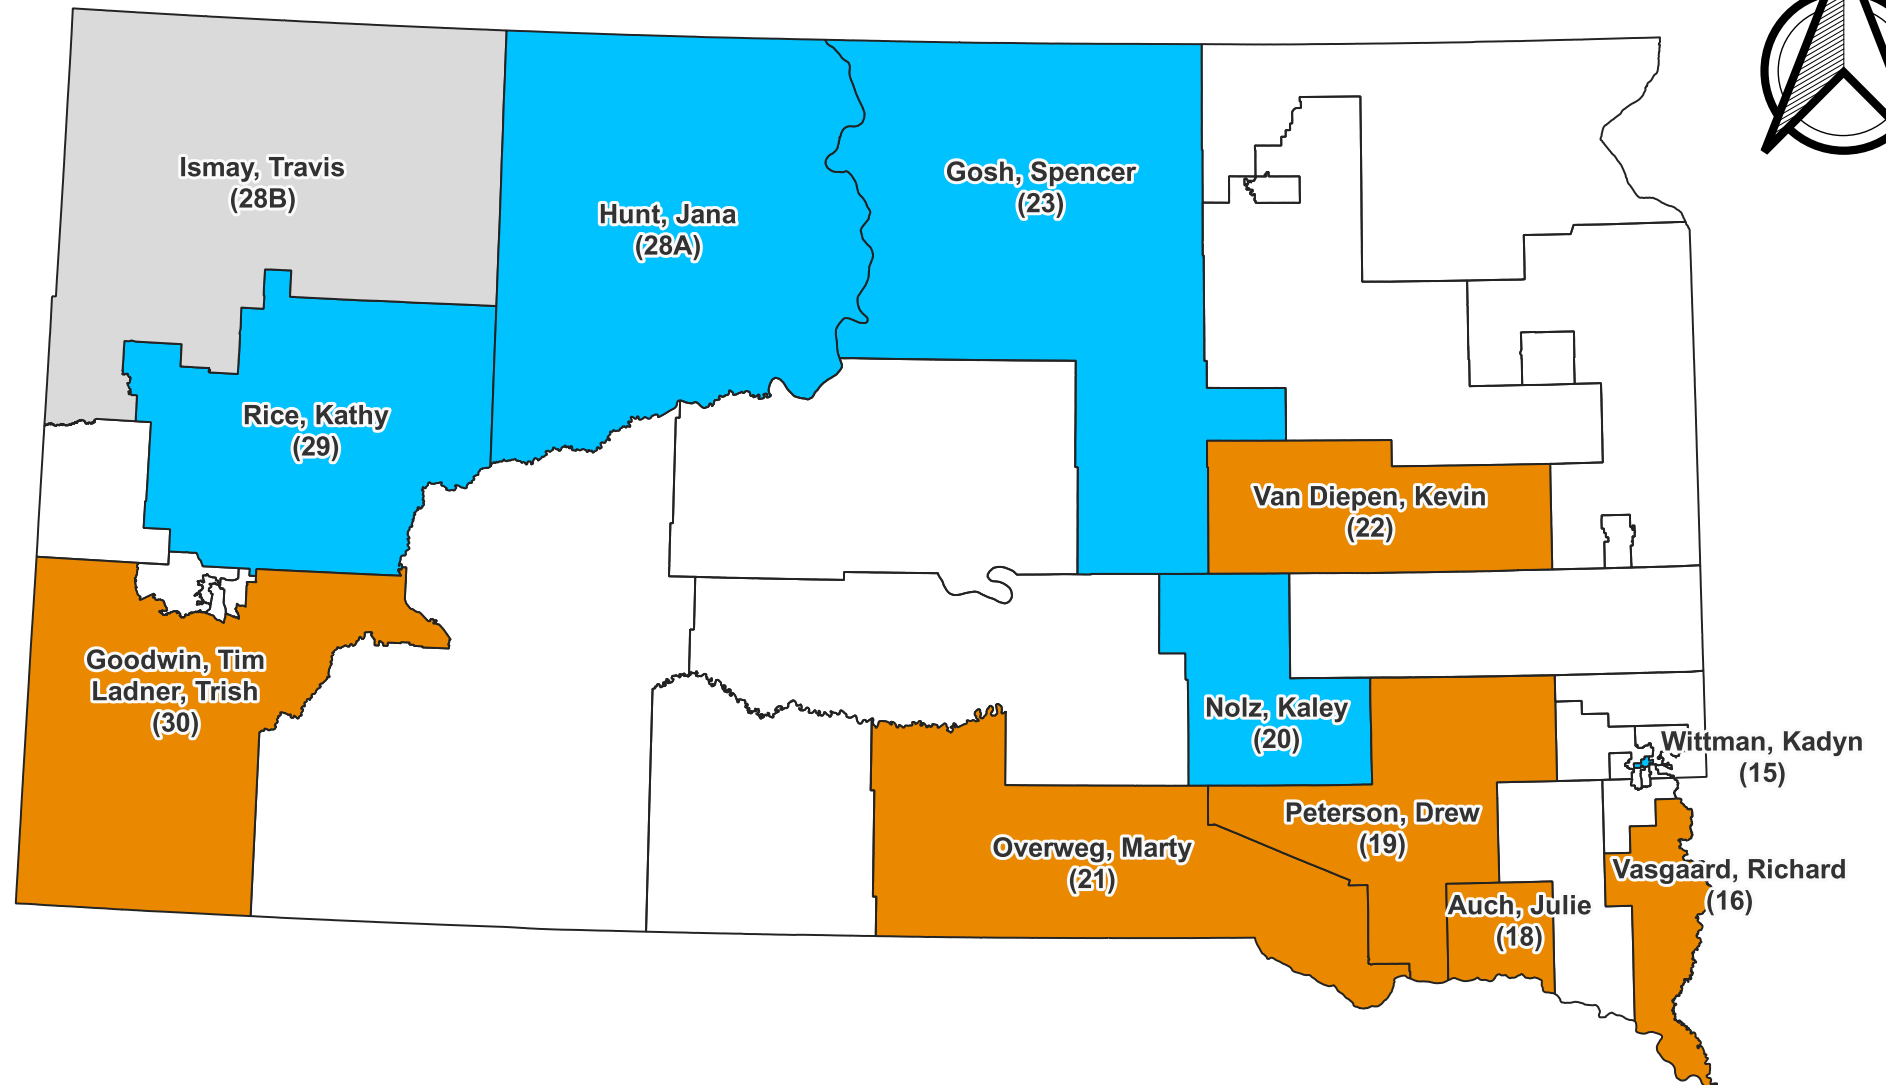 Ismay, Travis
(28B)
Hunt, Jana
(28A)
Gosh, Spencer
(23)
Rice, Kathy
(29)
Van Diepen, Kevin
(22)
Goodwin, Tim
Ladner, Trish
(30)
Nolz, Kaley
(20)
Wittman, Kadyn
(15)
Peterson, Drew
(19)
Overweg, Marty
(21)
Vasgaard, Richard
(16)
Auch, Julie
(18)